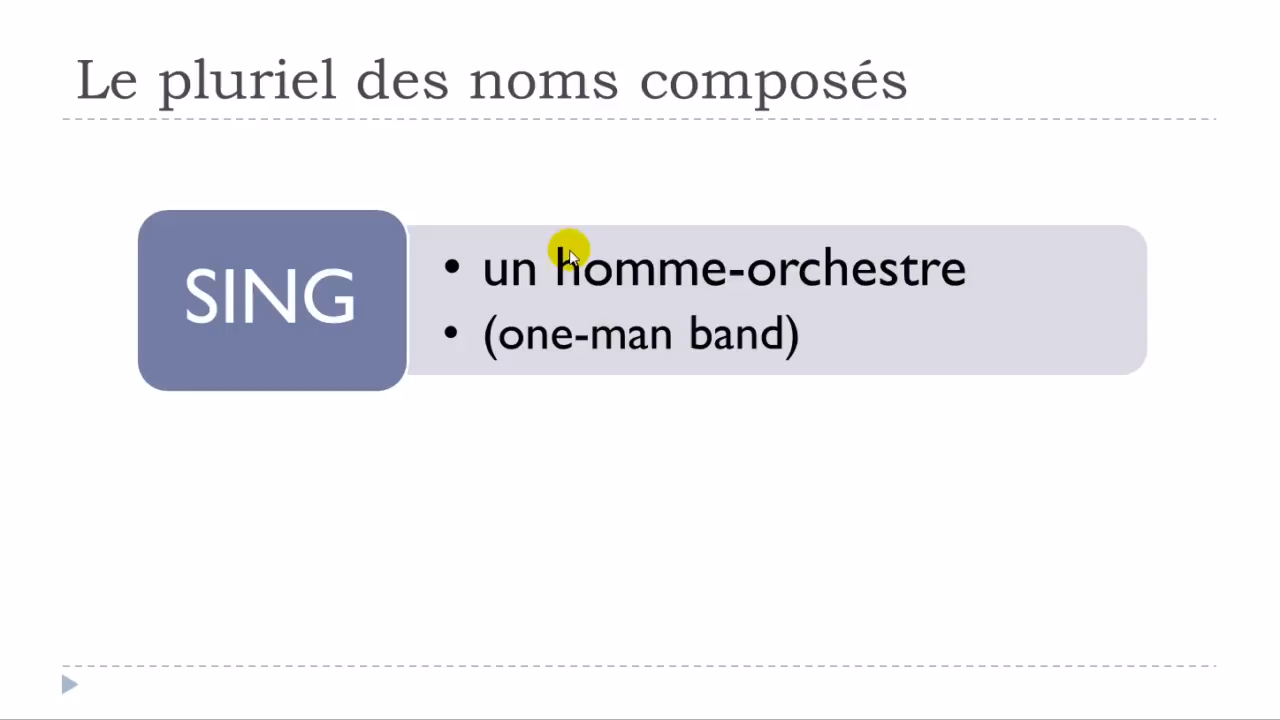 Le pluriel des noms composés
SING
• un homme-orchestre
• (one-man band)